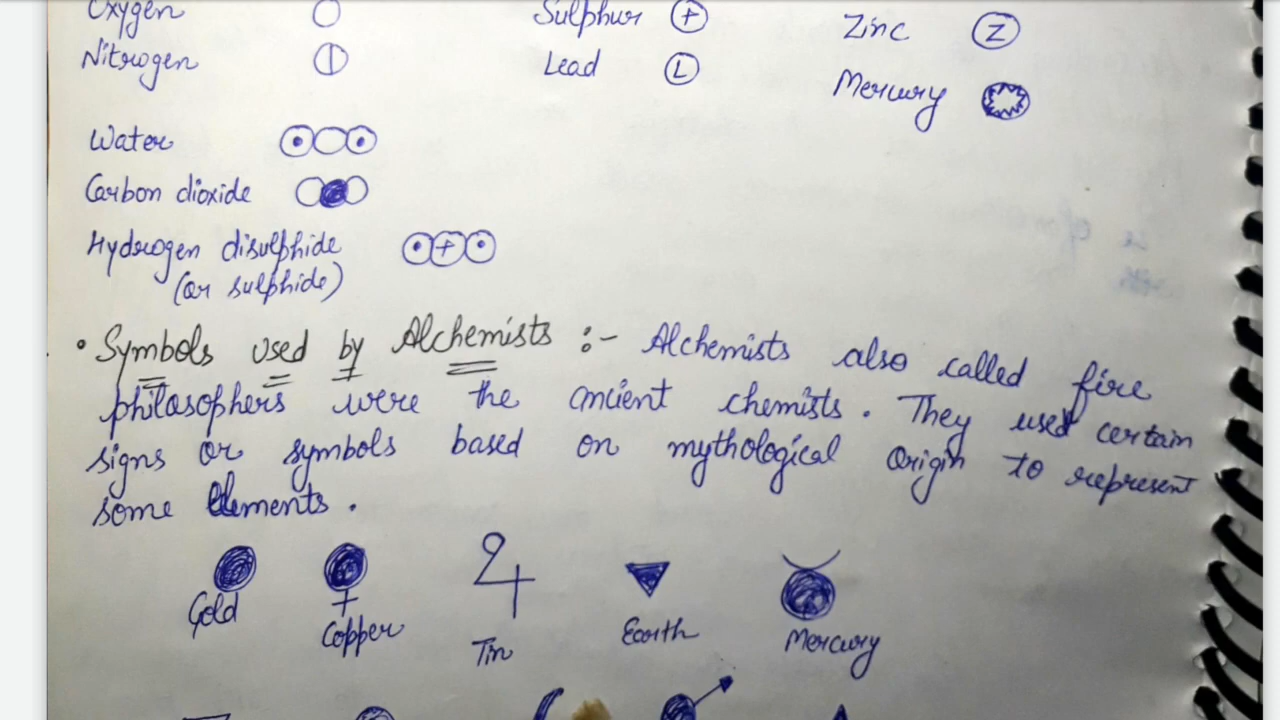 Oxygen Sulphur + Zinc Z
Nitrogen Lead L Mercury
Water
Carbon dioxide
Hydrogen disulphide +
(or sulphide)
• Symbols used by Alchemists :- Alchemists also called fire
philosophers were the ancient chemists. They used certain
signs or symbols based on mythological origin to represent
some elements.
Gold Copper Tin Earth Mercury